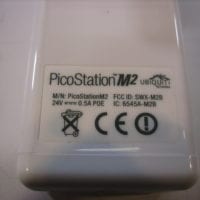 PicoStation M2 UBIQUITI
M/N: PicoStationM2 FCC ID: SWX-M2B
24V 0.5A POE IC: 6545A-M2B